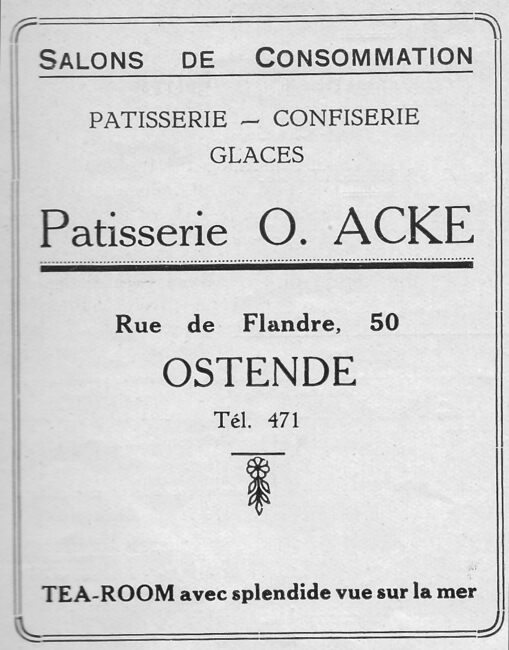 SALONS DE CONSOMMATION
PATISSERIE — CONFISERIE
GLACES
Patisserie O. ACKE
Rue de Flandre, 50
OSTENDE
Tél. 471
TEA-ROOM avec splendide vue sur la mer